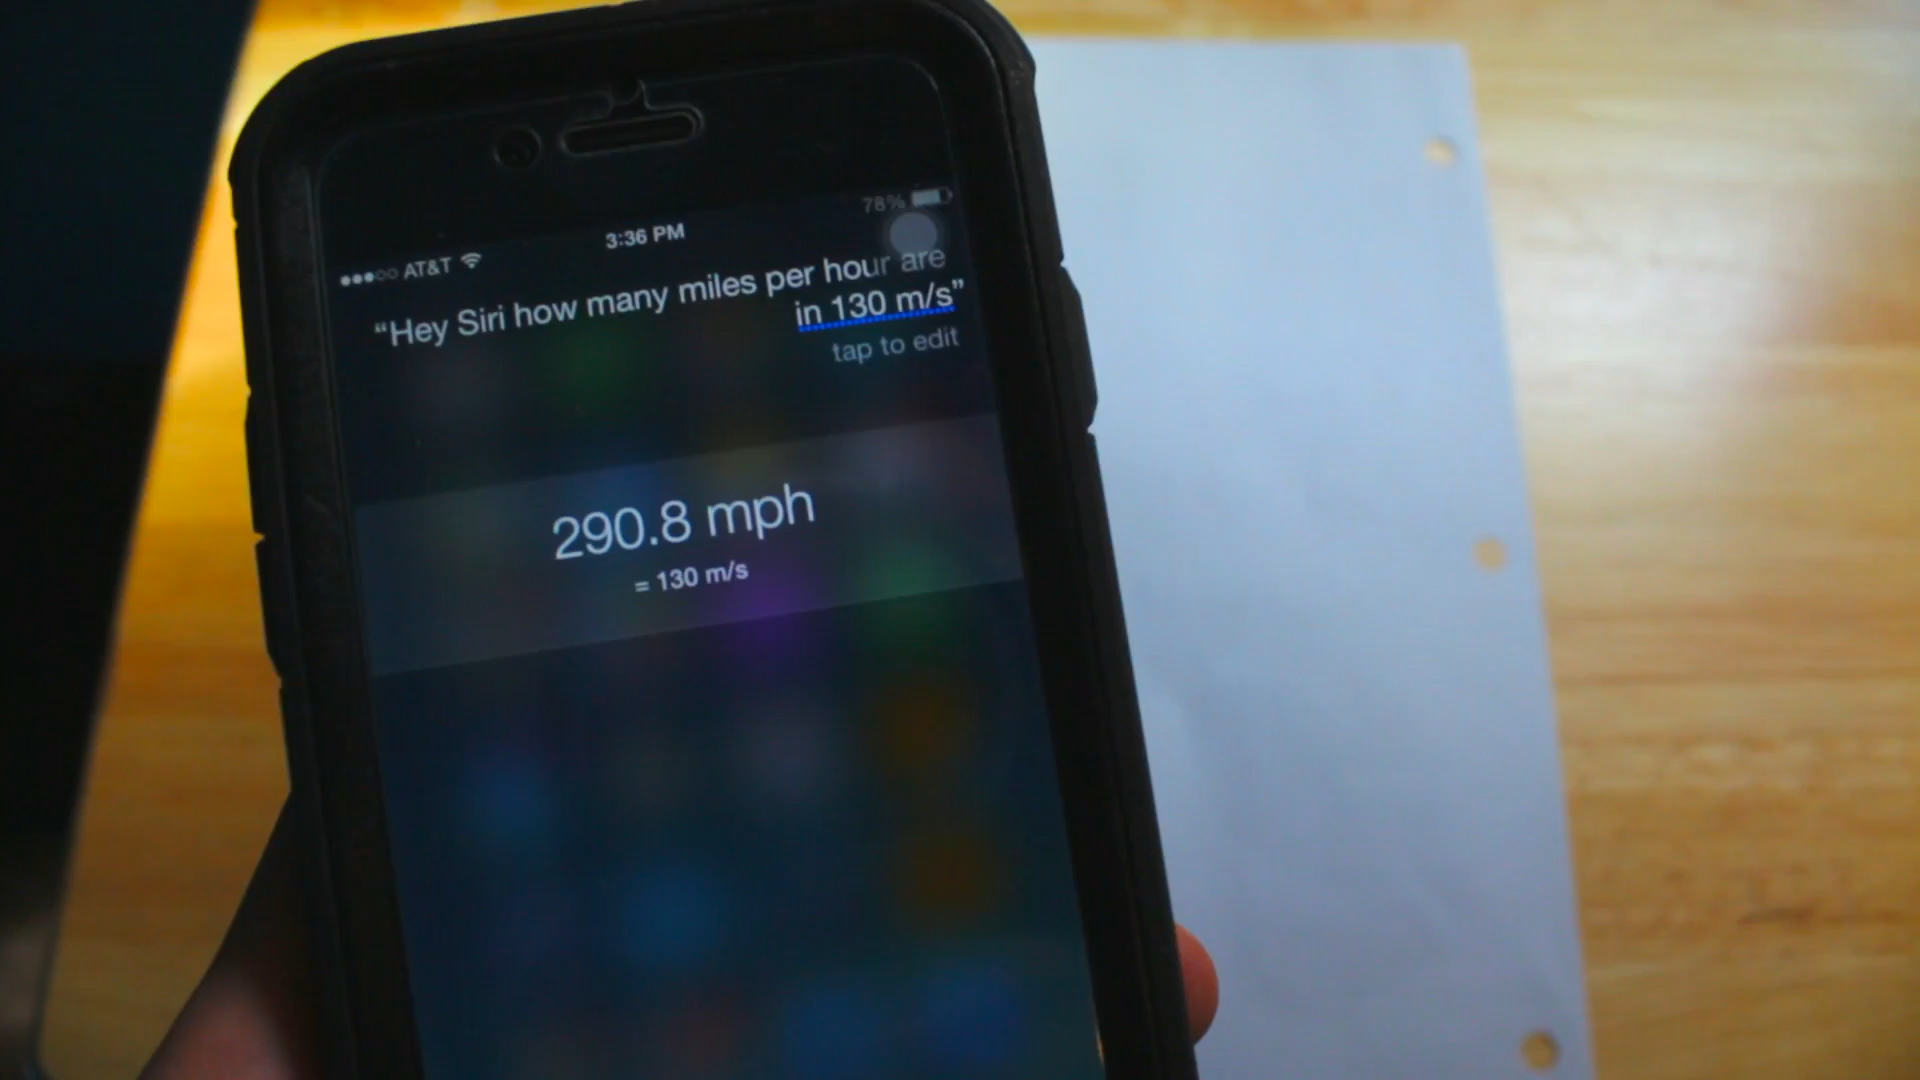 78%
3:36 PM
AT&T
“Hey Siri how many miles per hour are
in 130 m/s”
tap to edit
290.8 mph
= 130 m/s